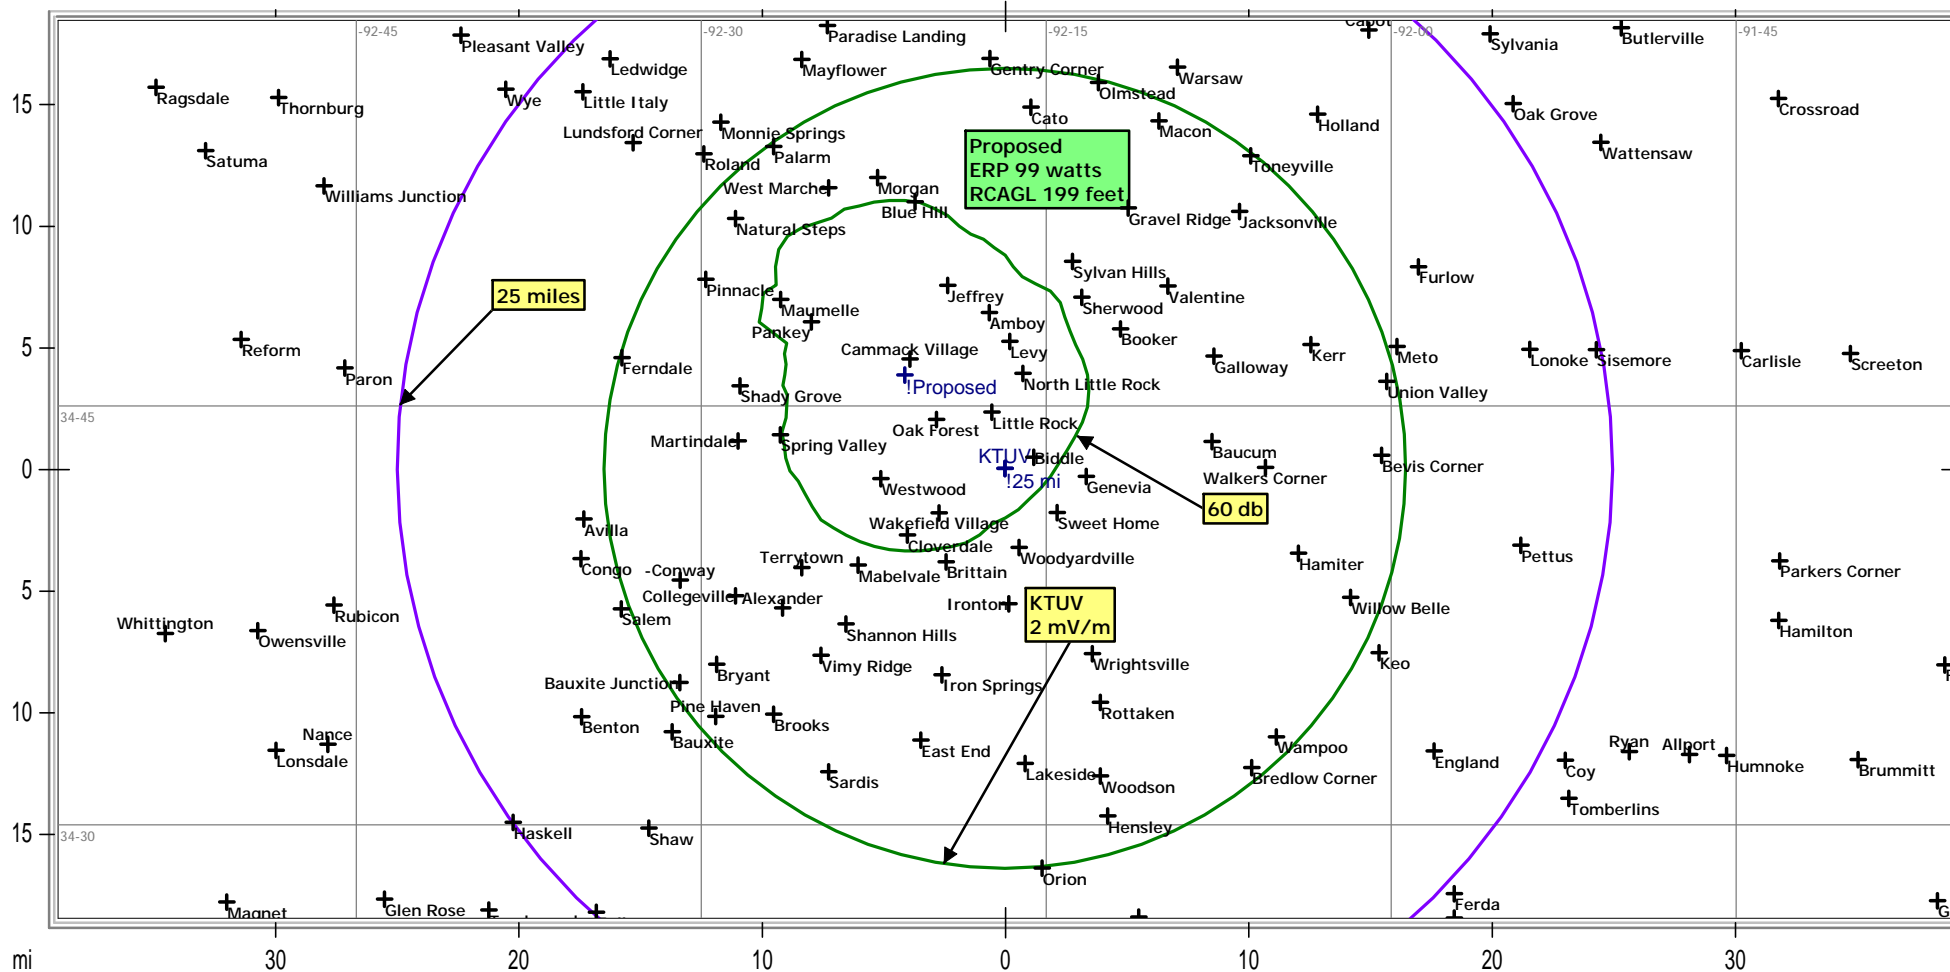 -92-45
-92-30
-92-15
-92-00
-91-45
Pleasant Valley
Paradise Landing
Sylvania
Butlerville
Ledwidge
Mayflower
Gentry Corner
Warsaw
15
Ragsdale
Thornburg
Wye
Little Italy
Olmstead
Cato
Oak Grove
Crossroad
Lundsford Corner
Monnie Springs
Macon
Holland
Satuma
Roland
Palarm
Proposed
ERP 99 watts
RCAGL 199 feet
Toneyville
Wattensaw
Williams Junction
West Marche
Morgan
Blue Hill
10
Natural Steps
Gravel Ridge
Jacksonville
Pinnacle
Sylvan Hills
Furlow
25 miles
Maumelle
Jeffrey
Sherwood
Valentine
Pankey
Amboy
Booker
5
Reform
Cammack Village
Levy
Kerr
Meto
Lonoke
Sisemore
Carlisle
Screeton
Paron
Ferndale
Galloway
!Proposed
North Little Rock
Shady Grove
Union Valley
34-45
Little Rock
Oak Forest
Martindale
Spring Valley
Baucum
0
KTUV
Biddle
Bevis Corner
!25 mi
Walkers Corner
Westwood
Genevia
60 db
Avilla
Wakefield Village
Sweet Home
Cloverdale
Terrytown
Woodyardville
Pettus
Congo
-Conway
Mabelvale
Brittain
Hamiter
Parkers Corner
5
Collegeville
Alexander
Ironton
KTUV
2 mV/m
Willow Belle
Rubicon
Salem
Whittington
Owensville
Shannon Hills
Hamilton
Bryant
Vimy Ridge
Wrightsville
Keo
Bauxite Junction
Iron Springs
10
Pine Haven
Benton
Brooks
Rottaken
Nance
Bauxite
Lonsdale
East End
Wampoo
England
Ryan
Allport
Humnoke
Brummitt
Sardis
Lakeside
Woodson
Bredlow Corner
Coy
Tomberlins
15
34-30
Haskell
Shaw
Hensley
Orion
Magnet
Glen Rose
Ferda
mi
30
20
10
0
10
20
30